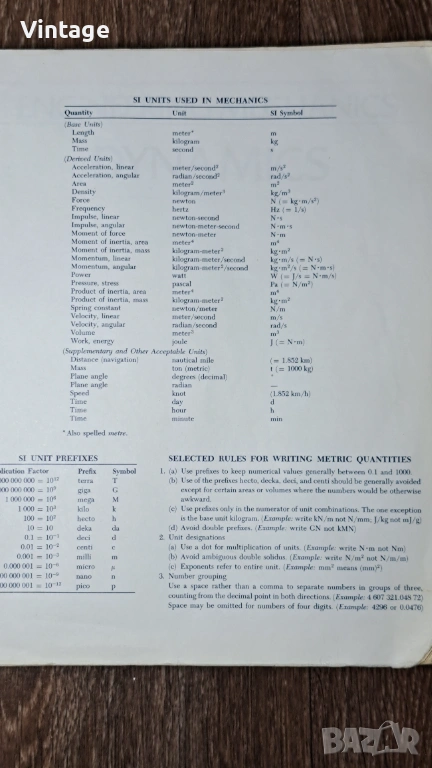 Vintage
SI UNITS USED IN MECHANICS
Quantity Unit SI Symbol
(Base Units)
Length meter* m
Mass kilogram kg
Time second s
(Derived Units)
Acceleration, linear meter/second² m/s²
Acceleration, angular radian/second² rad/s²
Area meter² m²
Density kilogram/meter³ kg/m³
Force newton N (= kg·m/s²)
Frequency hertz Hz (= 1/s)
Impulse, linear newton-second N·s
Impulse, angular newton-meter-second N·m·s
Moment of force newton-meter N·m
Moment of inertia, area meter⁴ m⁴
Moment of inertia, mass kilogram-meter² kg·m²
Momentum, linear kilogram-meter/second kg·m/s (= N·s)
Momentum, angular kilogram-meter²/second kg·m²/s (= N·m·s)
Power watt W (= J/s = N·m/s)
Pressure, stress pascal Pa (= N/m²)
Product of inertia, area meter⁴ m⁴
Product of inertia, mass kilogram-meter² kg·m²
Spring constant newton/meter N/m
Velocity, linear meter/second m/s
Velocity, angular radian/second rad/s
Volume meter³ m³
Work, energy joule J (= N·m)
(Supplementary and Other Acceptable Units)
Distance (navigation) nautical mile (= 1.852 km)
Mass ton (metric) t (= 1000 kg)
Plane angle degrees (decimal) °
Plane angle radian —
Speed knot (1.852 km/h)
Time day d
Time hour h
Time minute min
*Also spelled metre.
SI UNIT PREFIXES
lication Factor Prefix Symbol
000 000 000 = 10¹² terra T
000 000 000 = 10⁹ giga G
1 000 000 = 10⁶ mega M
1 000 = 10³ kilo k
100 = 10² hecto h
10 = 10 deka da
0.1 = 10⁻¹ deci d
0.01 = 10⁻² centi c
0.001 = 10⁻³ milli m
0.000 001 = 10⁻⁶ micro μ
000 000 001 = 10⁻⁹ nano n
000 000 001 = 10⁻¹² pico p
SELECTED RULES FOR WRITING METRIC QUANTITIES
1. (a) Use prefixes to keep numerical values generally between 0.1 and 1000.
(b) Use of the prefixes hecto, decka, deci, and centi should be generally avoided
except for certain areas or volumes where the numbers would be otherwise
awkward.
(c) Use prefixes only in the numerator of unit combinations. The one exception
is the base unit kilogram. (Example: write kN/m not N/mm; J/kg not mJ/g)
(d) Avoid double prefixes. (Example: write GN not kMN)
2. Unit designations
(a) Use a dot for multiplication of units. (Example: write N·m not Nm)
(b) Avoid ambiguous double solidus. (Example: write N/m² not N/m/m)
(c) Exponents refer to entire unit. (Example: mm² means (mm)²)
3. Number grouping
Use a space rather than a comma to separate numbers in groups of three,
counting from the decimal point in both directions. (Example: 4 607 321.048 72)
Space may be omitted for numbers of four digits. (Example: 4296 or 0.0476)
BAZAR